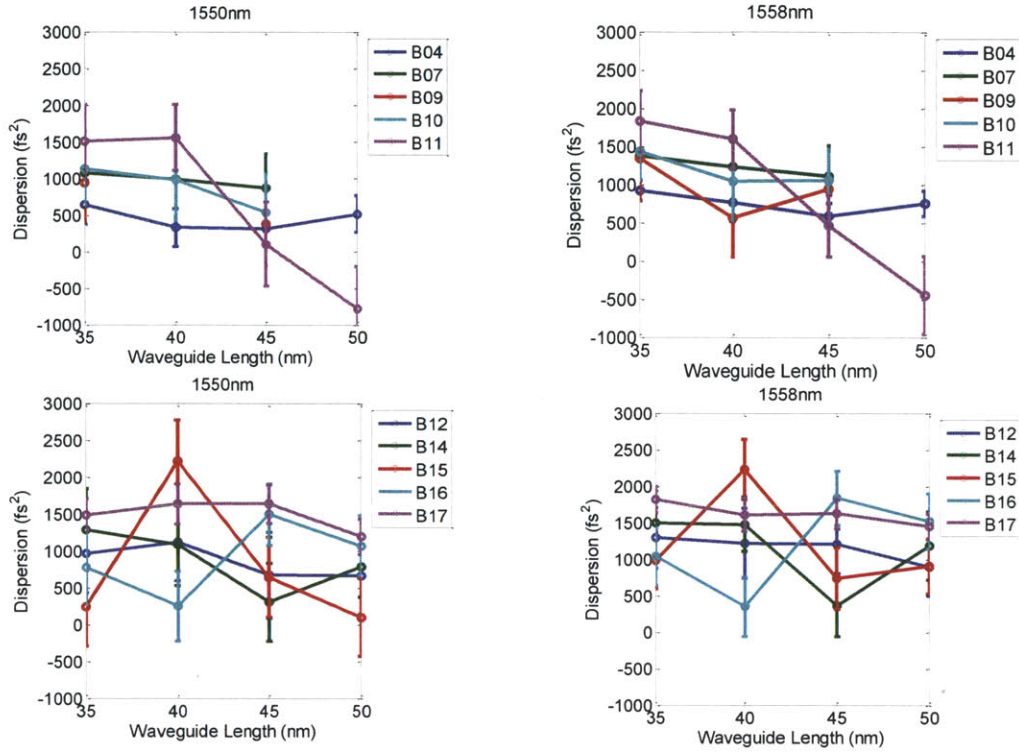 1550nm
3000
2500
2000
1500
1000
500
0
-500
-1000
35 40 45 50
Dispersion (fs²)
Waveguide Length (nm)
B04
B07
B09
B10
B11
1558nm
3000
2500
2000
1500
1000
500
0
-500
-1000
35 40 45 50
Dispersion (fs²)
Waveguide Length (nm)
B04
B07
B09
B10
B11
1550nm
3000
2500
2000
1500
1000
500
0
-500
-1000
35 40 45 50
Dispersion (fs²)
Waveguide Length (nm)
B12
B14
B15
B16
B17
1558nm
3000
2500
2000
1500
1000
500
0
-500
-1000
35 40 45 50
Dispersion (fs²)
Waveguide Length (nm)
B12
B14
B15
B16
B17